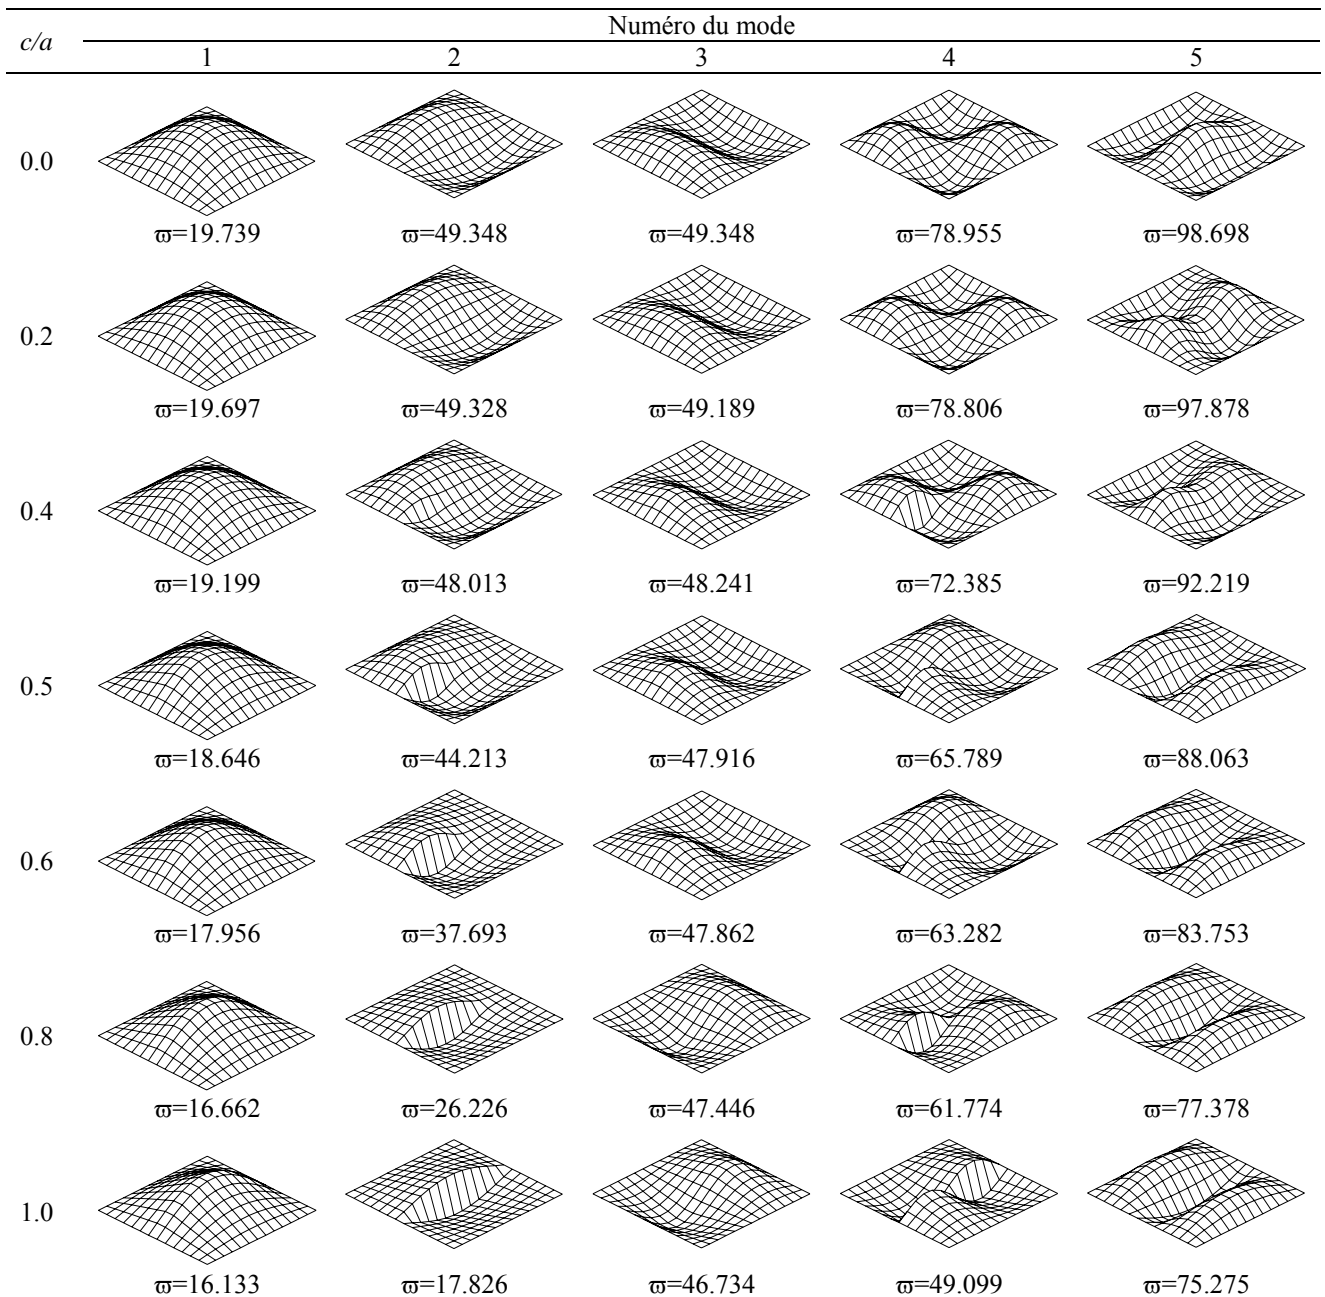 Numéro du mode
c/a
1 2 3 4 5
0.0
ϖ=19.739 ϖ=49.348 ϖ=49.348 ϖ=78.955 ϖ=98.698
0.2
ϖ=19.697 ϖ=49.328 ϖ=49.189 ϖ=78.806 ϖ=97.878
0.4
ϖ=19.199 ϖ=48.013 ϖ=48.241 ϖ=72.385 ϖ=92.219
0.5
ϖ=18.646 ϖ=44.213 ϖ=47.916 ϖ=65.789 ϖ=88.063
0.6
ϖ=17.956 ϖ=37.693 ϖ=47.862 ϖ=63.282 ϖ=83.753
0.8
ϖ=16.662 ϖ=26.226 ϖ=47.446 ϖ=61.774 ϖ=77.378
1.0
ϖ=16.133 ϖ=17.826 ϖ=46.734 ϖ=49.099 ϖ=75.275